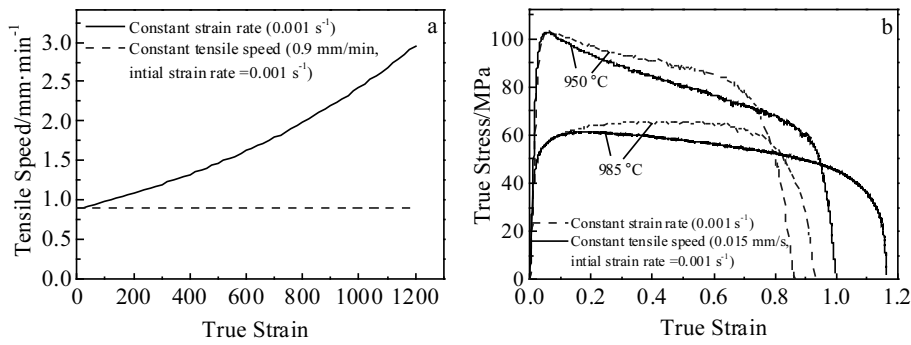 a
Constant strain rate (0.001 s⁻¹)
Constant tensile speed (0.9 mm/min,
intial strain rate =0.001 s⁻¹)
Tensile Speed/mm·min⁻¹
3.0
2.5
2.0
1.5
1.0
0.5
0.0
0 200 400 600 800 1000 1200
True Strain
b
950 °C
985 °C
Constant strain rate (0.001 s⁻¹)
Constant tensile speed (0.015 mm/s,
intial strain rate =0.001 s⁻¹)
True Stress/MPa
100
80
60
40
20
0
0 0.2 0.4 0.6 0.8 1.0 1.2
True Strain